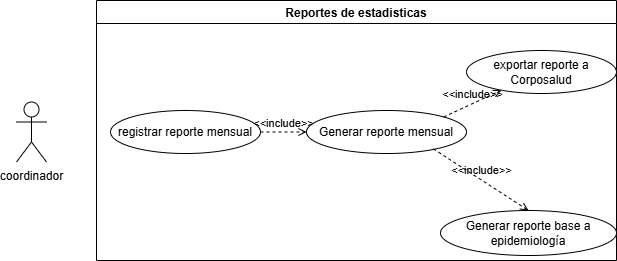 Reportes de estadisticas
exportar reporte a
Corposalud
<<include>>
registrar reporte mensual
<<include>>
Generar reporte mensual
<<include>>
coordinador
Generar reporte base a
epidemiología